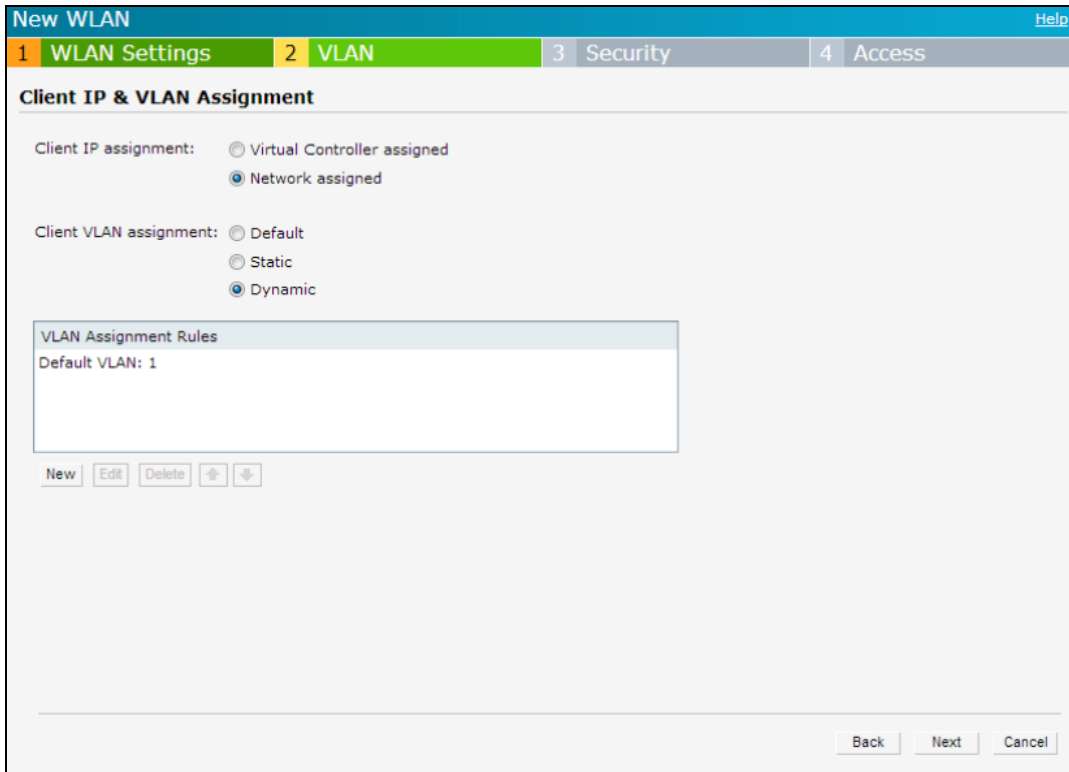 New WLAN Help
1 WLAN Settings 2 VLAN 3 Security 4 Access
Client IP & VLAN Assignment
Client IP assignment: Virtual Controller assigned
Network assigned
Client VLAN assignment: Default
Static
Dynamic
VLAN Assignment Rules
Default VLAN: 1
New Edit Delete
Back Next Cancel